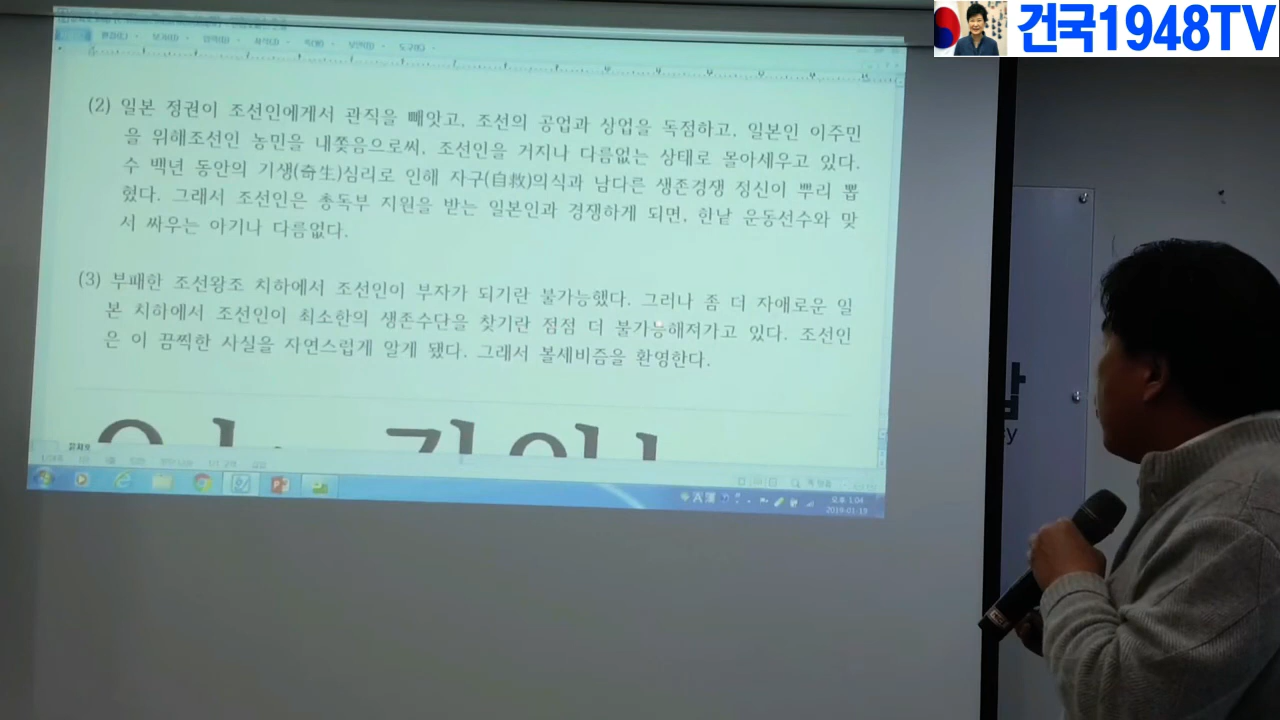 건국1948TV
(2) 일본 정권이 조선인에게서 관직을 빼앗고, 조선의 공업과 상업을 독점하고, 일본인 이주민
을 위해조선인 농민을 내쫓음으로써, 조선인을 거지나 다름없는 상태로 몰아세우고 있다.
수 백년 동안의 기생(奇生)심리로 인해 자구(自救)의식과 남다른 생존경쟁 정신이 뿌리 뽑
혔다. 그래서 조선인은 총독부 지원을 받는 일본인과 경쟁하게 되면, 한낱 운동선수와 맞
서 싸우는 아기나 다름없다.
(3) 부패한 조선왕조 치하에서 조선인이 부자가 되기란 불가능했다. 그러나 좀 더 자애로운 일
본 치하에서 조선인이 최소한의 생존수단을 찾기란 점점 더 불가능해져가고 있다. 조선인
은 이 끔찍한 사실을 자연스럽게 알게 됐다. 그래서 볼세비즘을 환영한다.
오후 1:04
2019-01-19